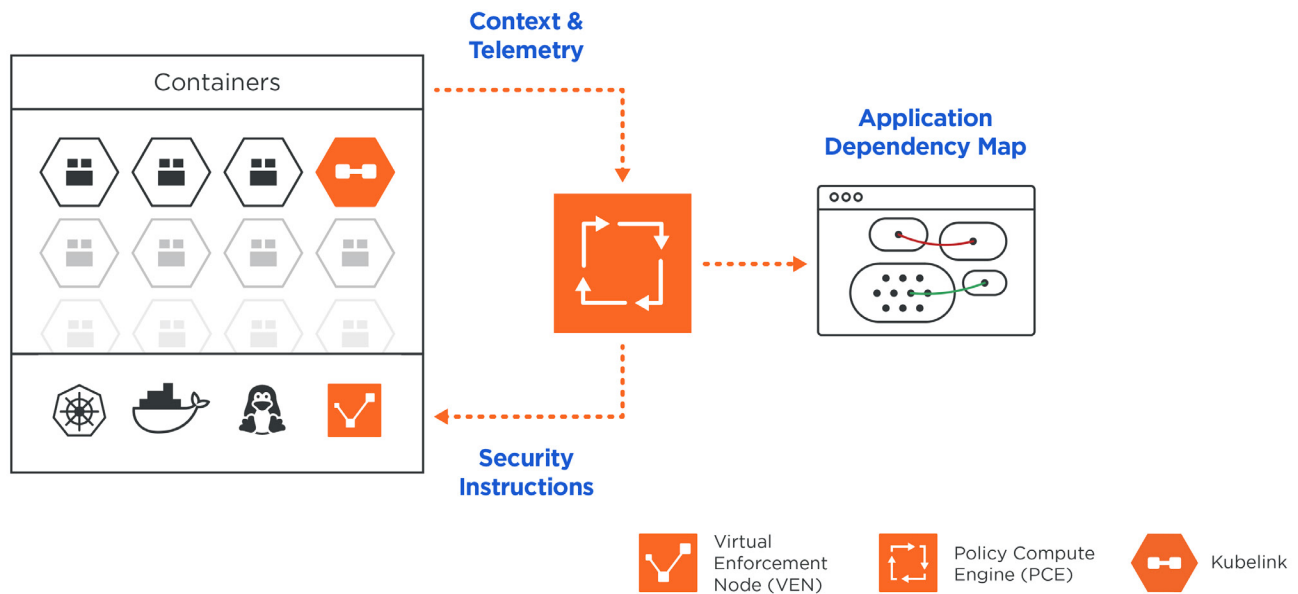 Context &
Telemetry
Containers
Application
Dependency Map
Security
Instructions
Virtual
Enforcement
Node (VEN)
Policy Compute
Engine (PCE)
Kubelink